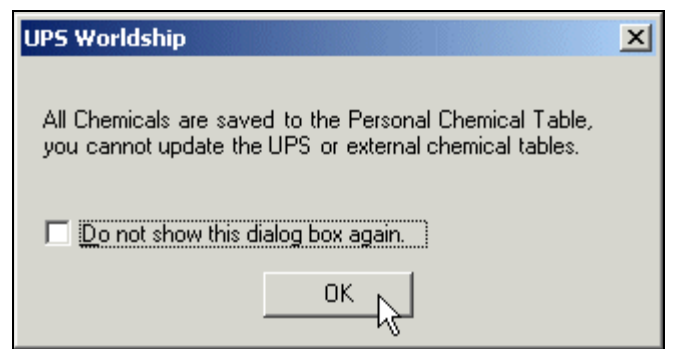 UPS Worldship
All Chemicals are saved to the Personal Chemical Table,
you cannot update the UPS or external chemical tables.
Do not show this dialog box again.
OK